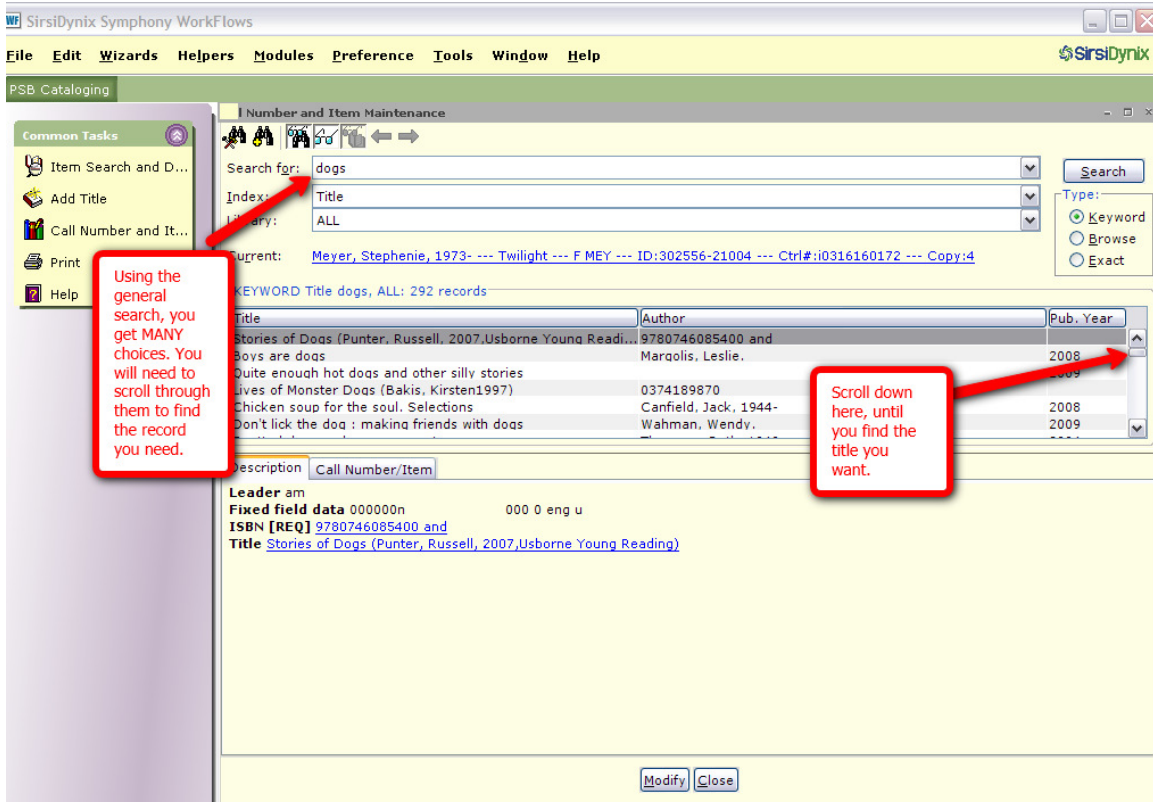 WF SirsiDynix Symphony WorkFlows
File Edit Wizards Helpers Modules Preference Tools Window Help
SirsiDynix
PSB Cataloging
Common Tasks
Item Search and D...
Add Title
Call Number and It...
Print
Help
l Number and Item Maintenance
Search for: dogs
Search
Index: Title
ary: ALL
Type:
Keyword
Browse
Exact
Current: Meyer, Stephenie, 1973- --- Twilight --- F MEY --- ID:302556-21004 --- Ctrl#:i0316160172 --- Copy:4
KEYWORD Title dogs, ALL: 292 records
Title Author Pub. Year
Stories of Dogs (Punter, Russell, 2007,Usborne Young Readi... 9780746085400 and
Boys are dogs Margolis, Leslie. 2008
Quite enough hot dogs and other silly stories 2009
Lives of Monster Dogs (Bakis, Kirsten1997) 0374189870
Chicken soup for the soul. Selections Canfield, Jack, 1944- 2008
Don't lick the dog : making friends with dogs Wahman, Wendy. 2009
Using the
general
search, you
get MANY
choices. You
will need to
scroll through
them to find
the record
you need.
Scroll down
here, until
you find the
title you
want.
Description Call Number/Item
Leader am
Fixed field data 000000n 000 0 eng u
ISBN [REQ] 9780746085400 and
Title Stories of Dogs (Punter, Russell, 2007,Usborne Young Reading)
Modify Close